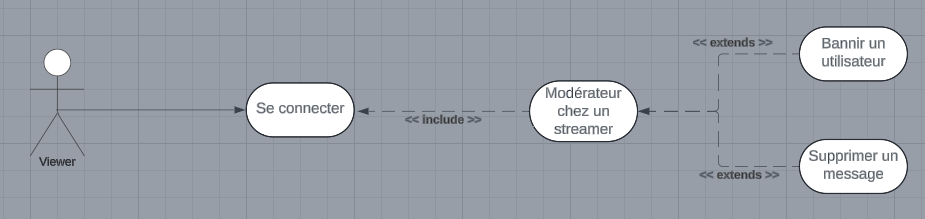 Viewer
Se connecter
<< include >>
Modérateur
chez un
streamer
<< extends >>
Bannir un
utilisateur
<< extends >>
Supprimer un
message